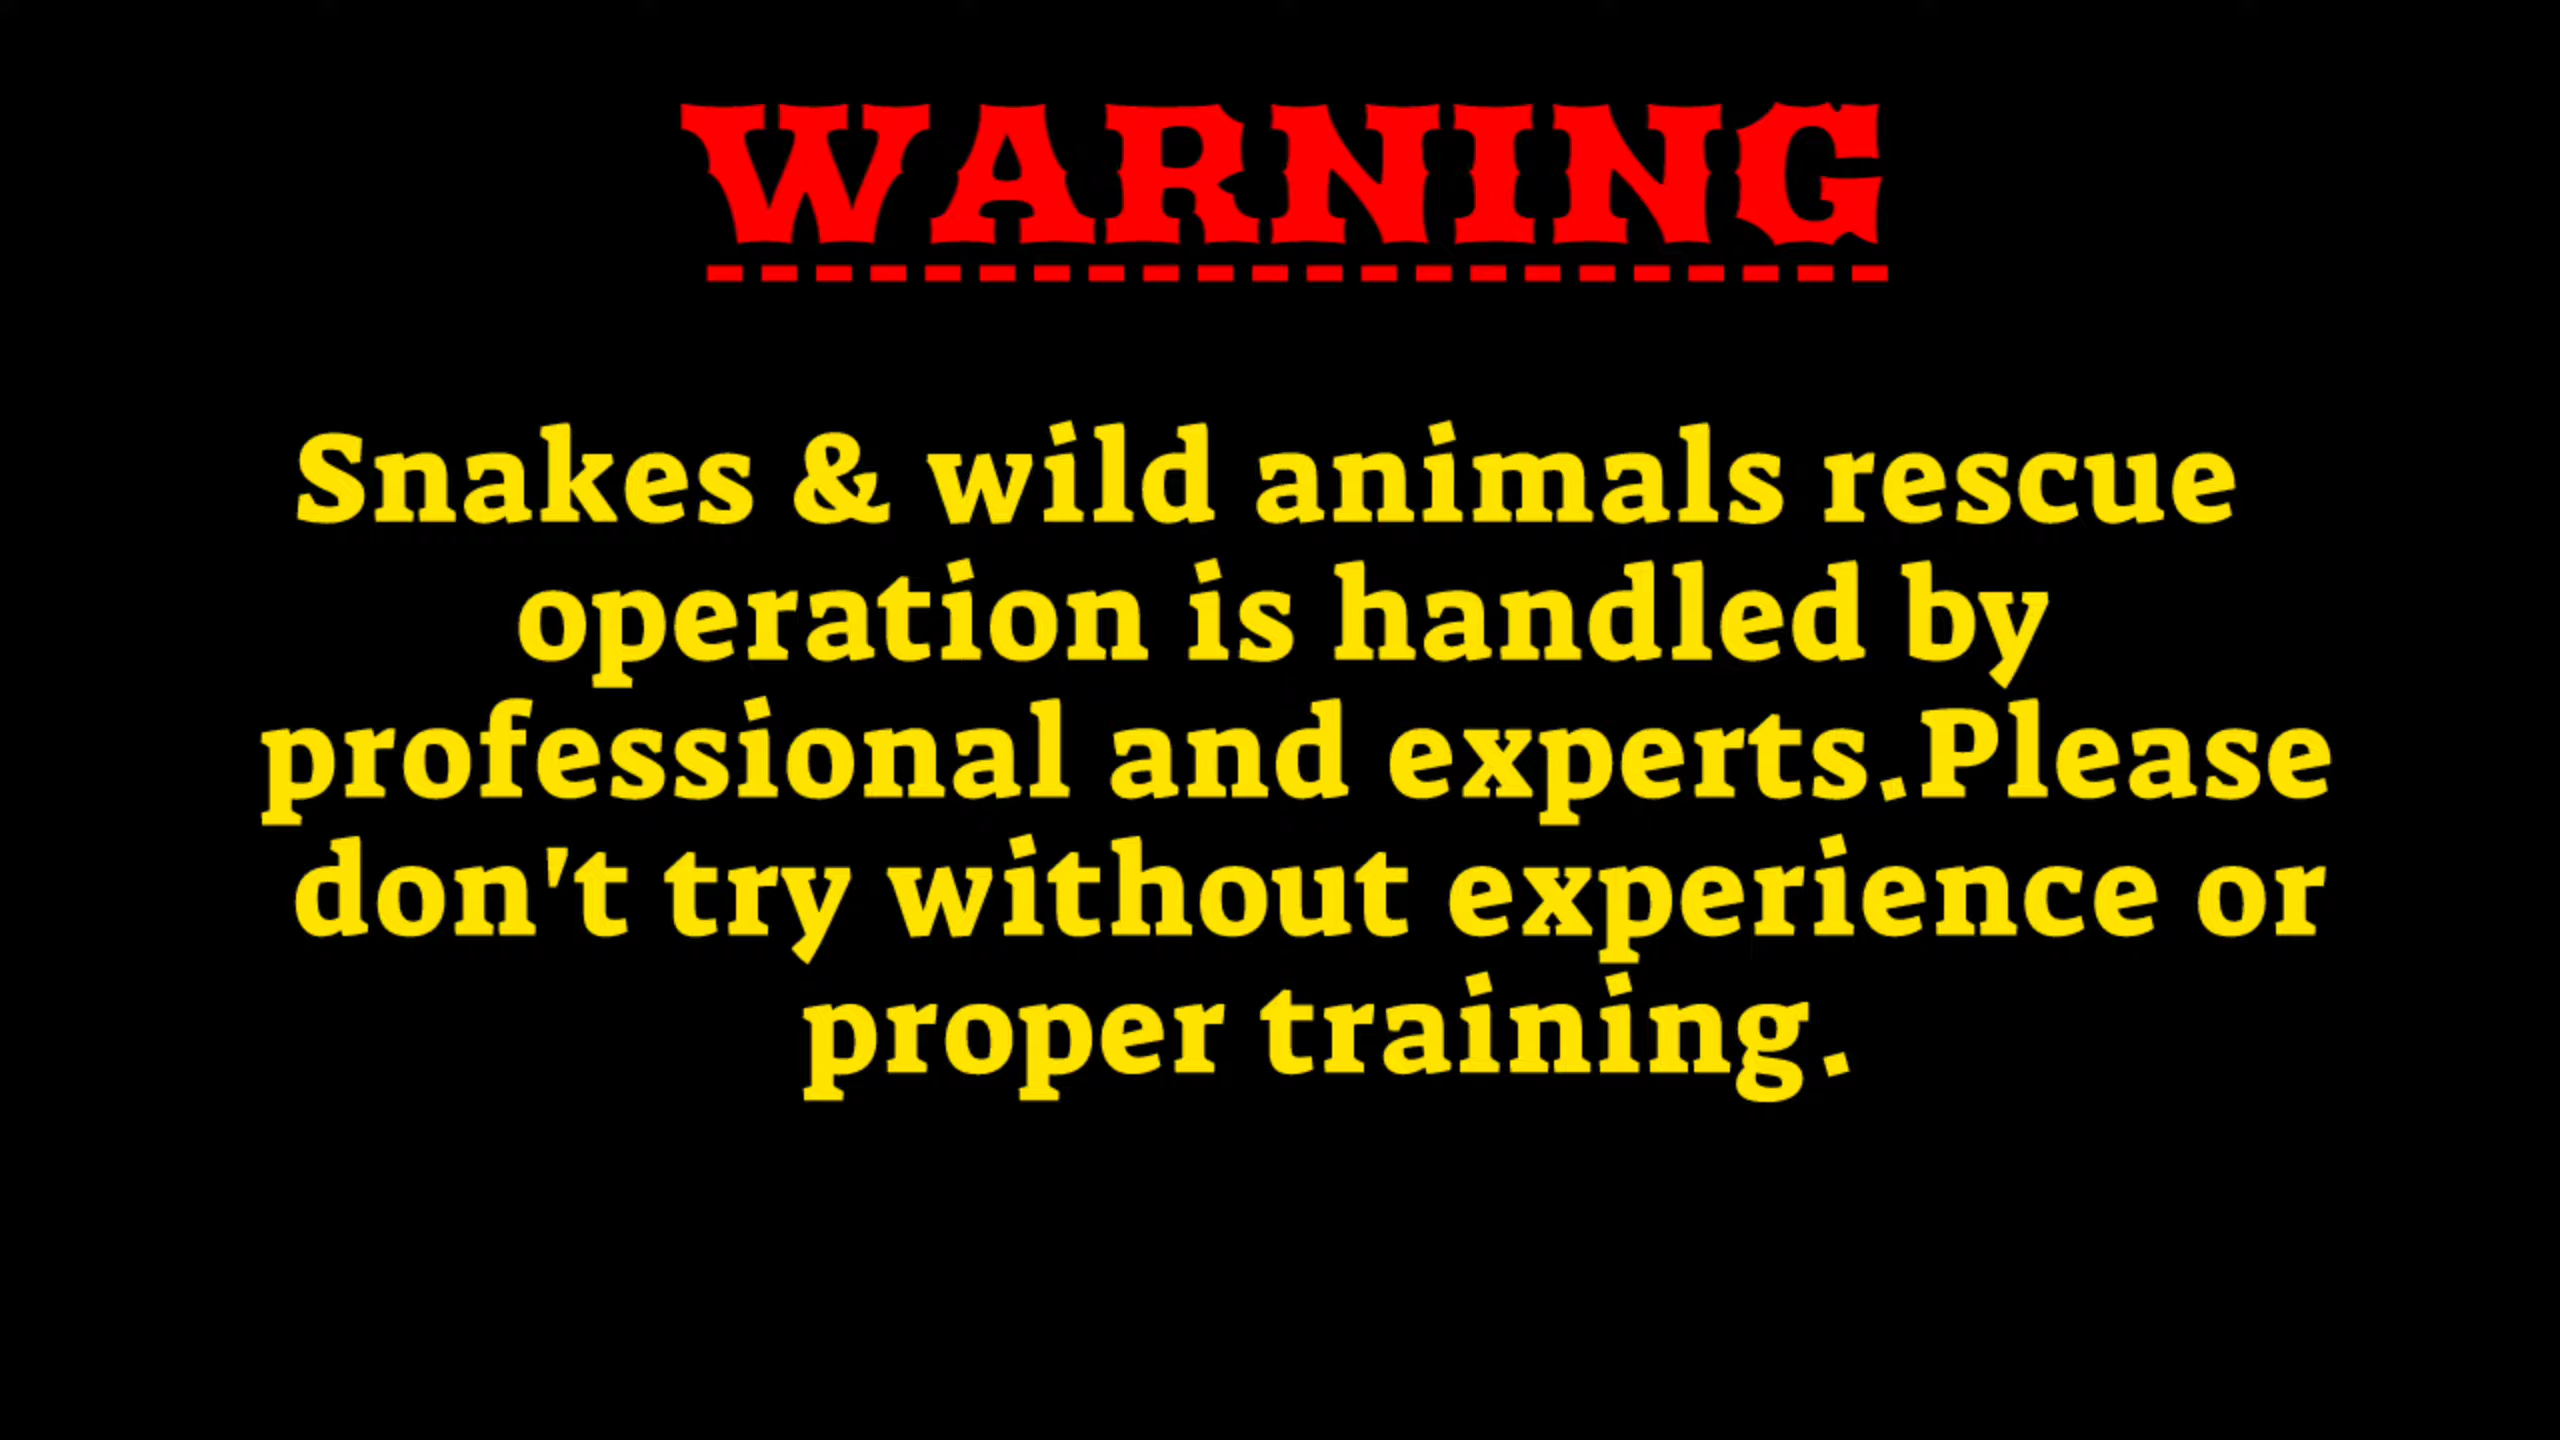 WARNING
Snakes & wild animals rescue
operation is handled by
professional and experts.Please
don't try without experience or
proper training.